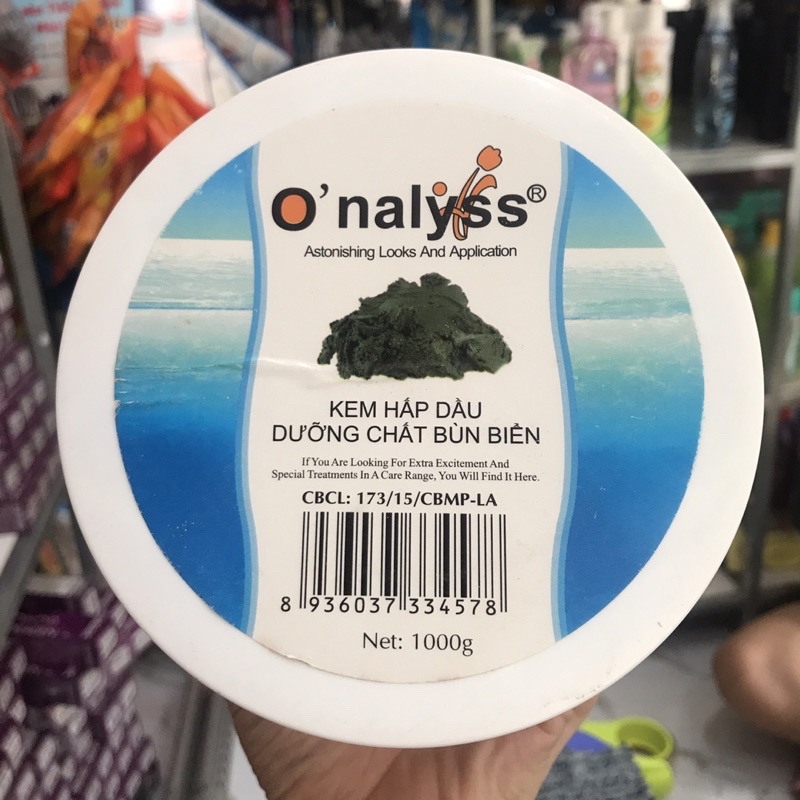 O'nalyss®
Astonishing Looks And Application
KEM HẤP DẦU
DƯỠNG CHẤT BÙN BIỂN
If You Are Looking For Extra Excitement And
Special Treatments In A Care Range, You Will Find It Here.
CBCL: 173/15/CBMP-LA
8 936037 334578
Net: 1000g